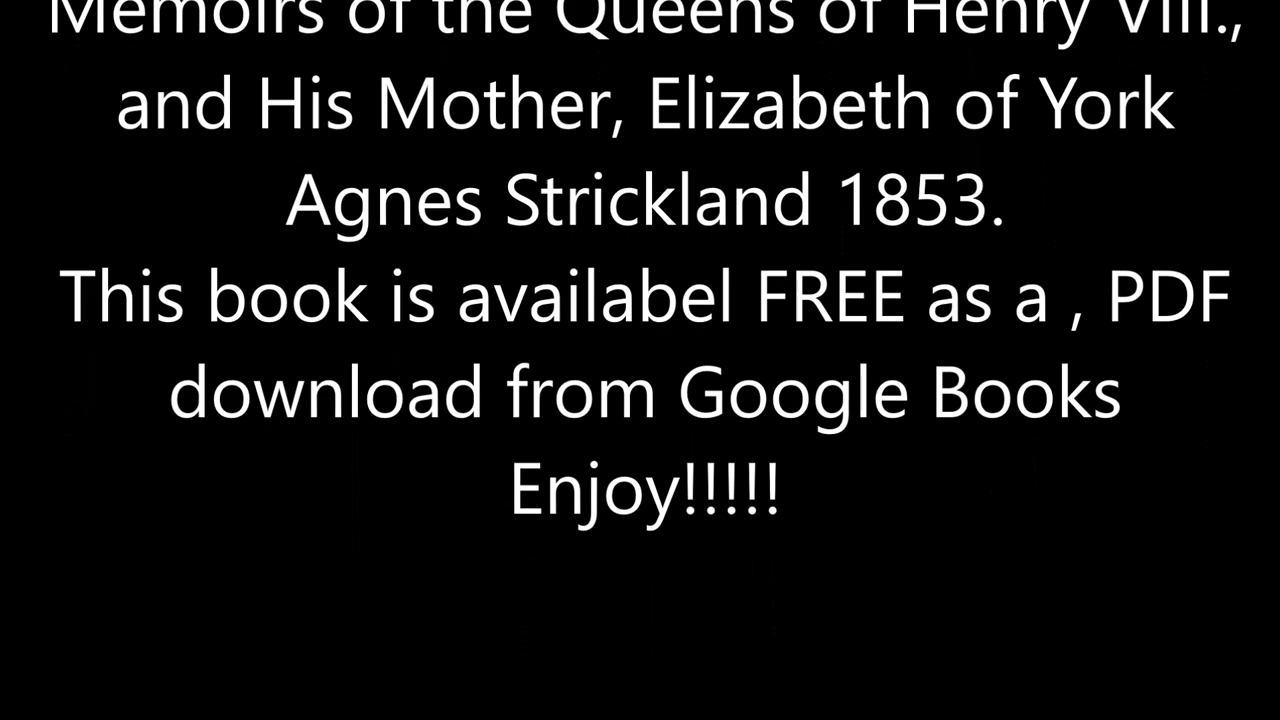 Memoirs of the Queens of Henry VIII.,
and His Mother, Elizabeth of York
Agnes Strickland 1853.
This book is availabel FREE as a , PDF
download from Google Books
Enjoy!!!!!